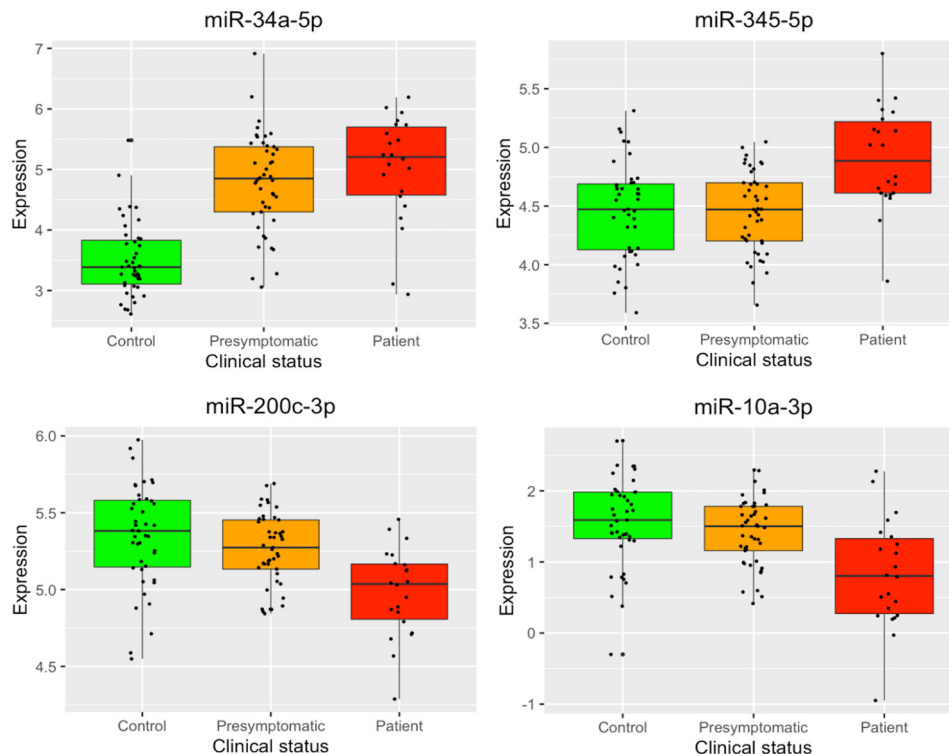 miR-34a-5p
Expression
7
6
5
4
3
Control Presymptomatic Patient
Clinical status
miR-345-5p
Expression
5.5
5.0
4.5
4.0
3.5
Control Presymptomatic Patient
Clinical status
miR-200c-3p
Expression
6.0
5.5
5.0
4.5
Control Presymptomatic Patient
Clinical status
miR-10a-3p
Expression
2
1
0
-1
Control Presymptomatic Patient
Clinical status